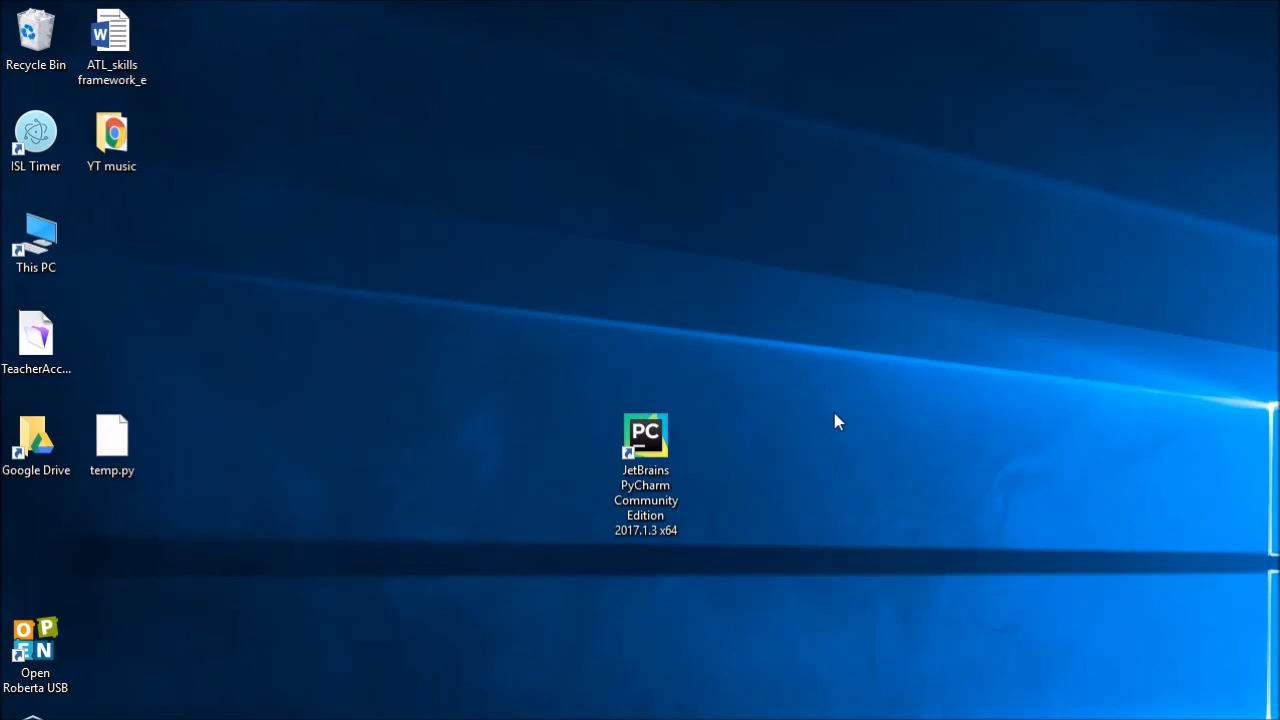 Recycle Bin
ATL_skills
framework_e
ISL Timer
YT music
This PC
TeacherAcc...
Google Drive
temp.py
PC
JetBrains
PyCharm
Community
Edition
2017.1.3 x64
W
OPEN
Open
Roberta USB